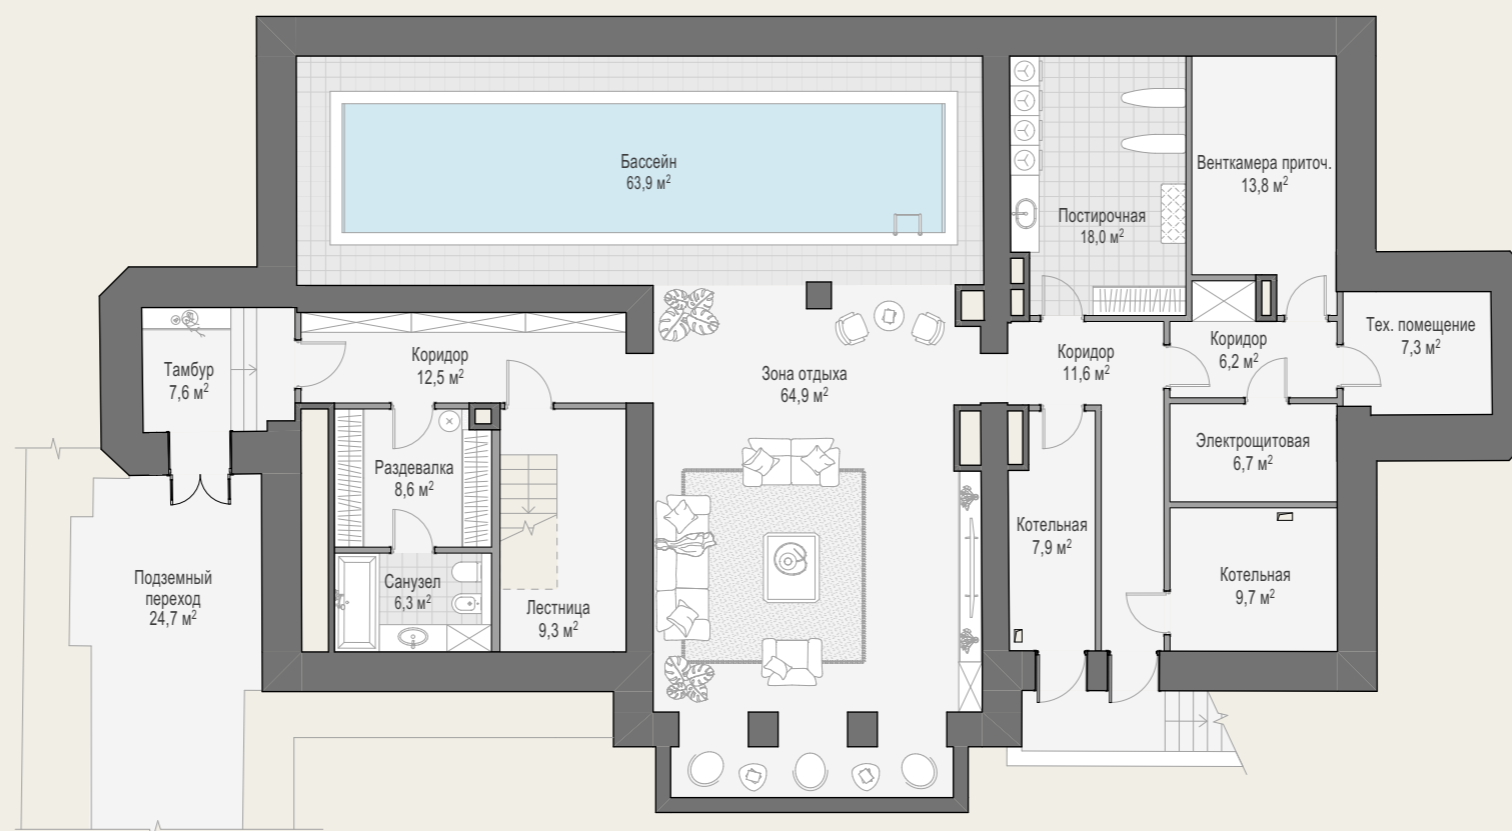 Бассейн
63,9 м²
Венткамера приточ.
13,8 м²
Постирочная
18,0 м²
Тамбур
7,6 м²
Коридор
12,5 м²
Зона отдыха
64,9 м²
Коридор
11,6 м²
Коридор
6,2 м²
Тех. помещение
7,3 м²
Раздевалка
8,6 м²
Электрощитовая
6,7 м²
Котельная
7,9 м²
Подземный
переход
24,7 м²
Санузел
6,3 м²
Лестница
9,3 м²
Котельная
9,7 м²